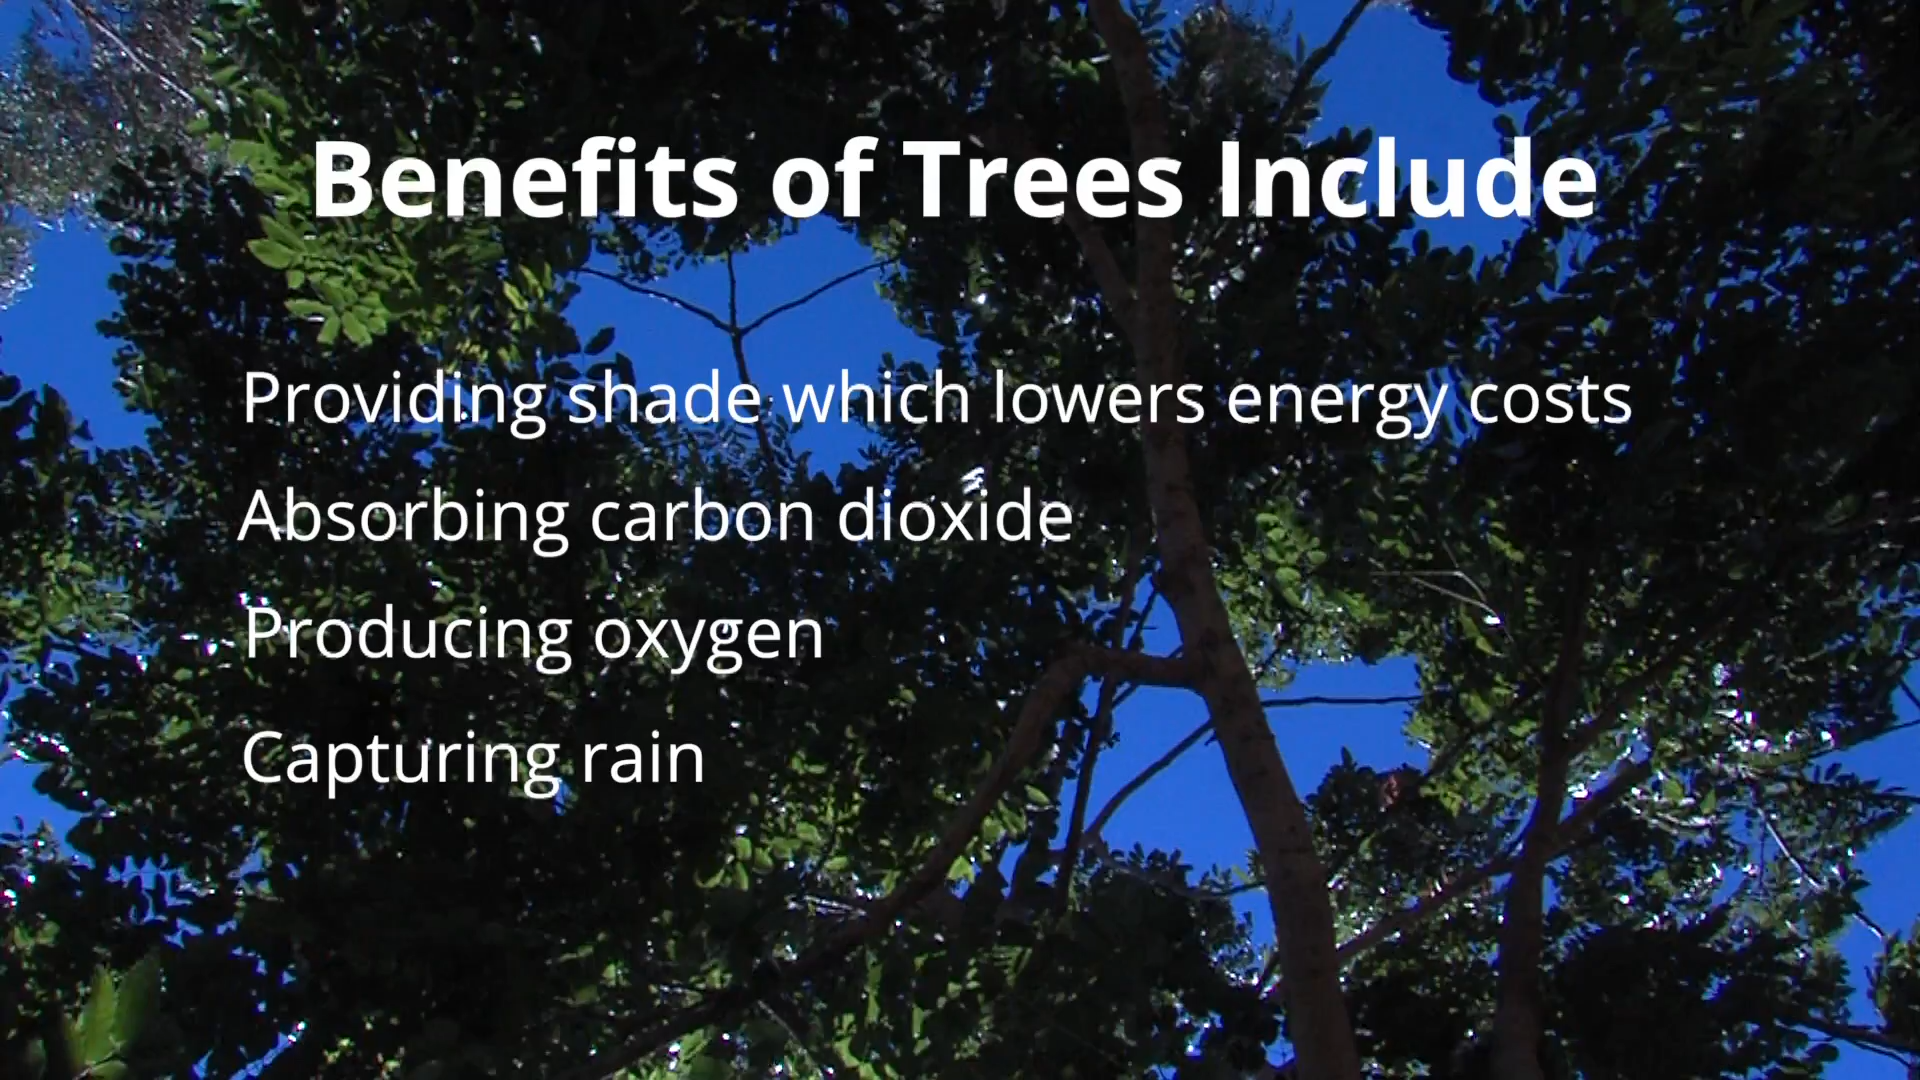 Benefits of Trees Include
Providing shade which lowers energy costs
Absorbing carbon dioxide
Producing oxygen
Capturing rain